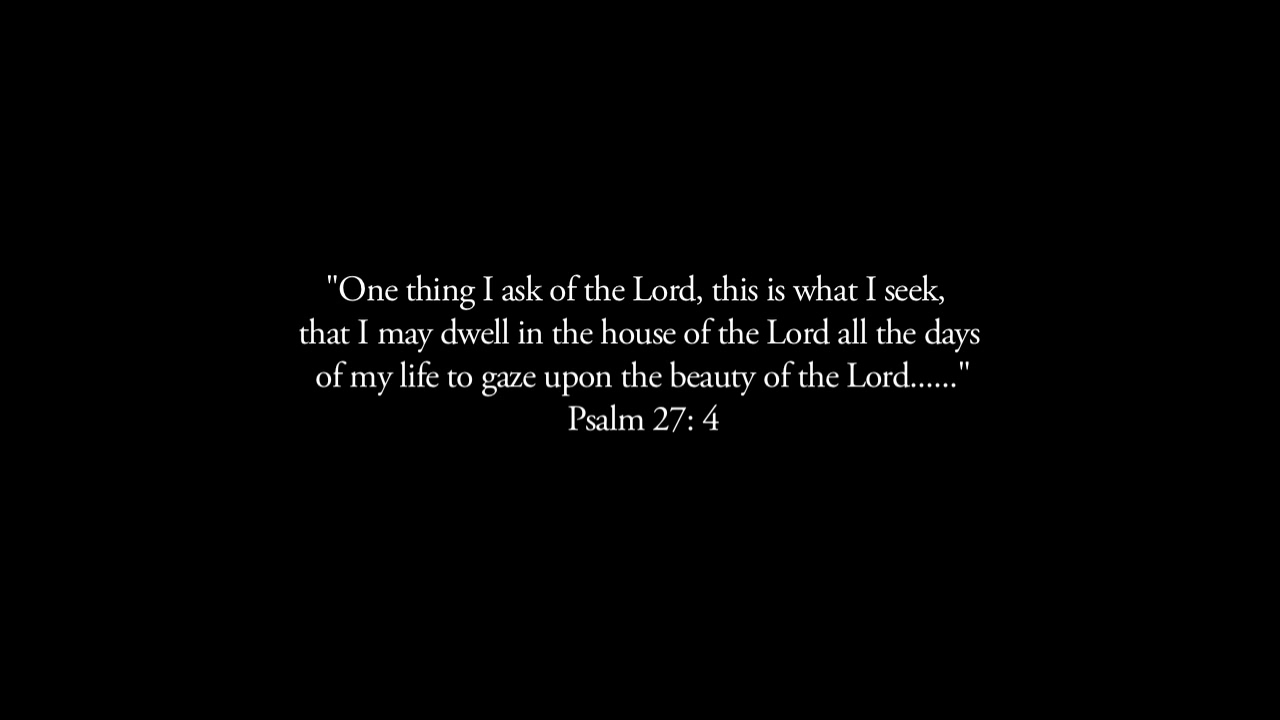 "One thing I ask of the Lord, this is what I seek,
that I may dwell in the house of the Lord all the days
of my life to gaze upon the beauty of the Lord......"
Psalm 27: 4